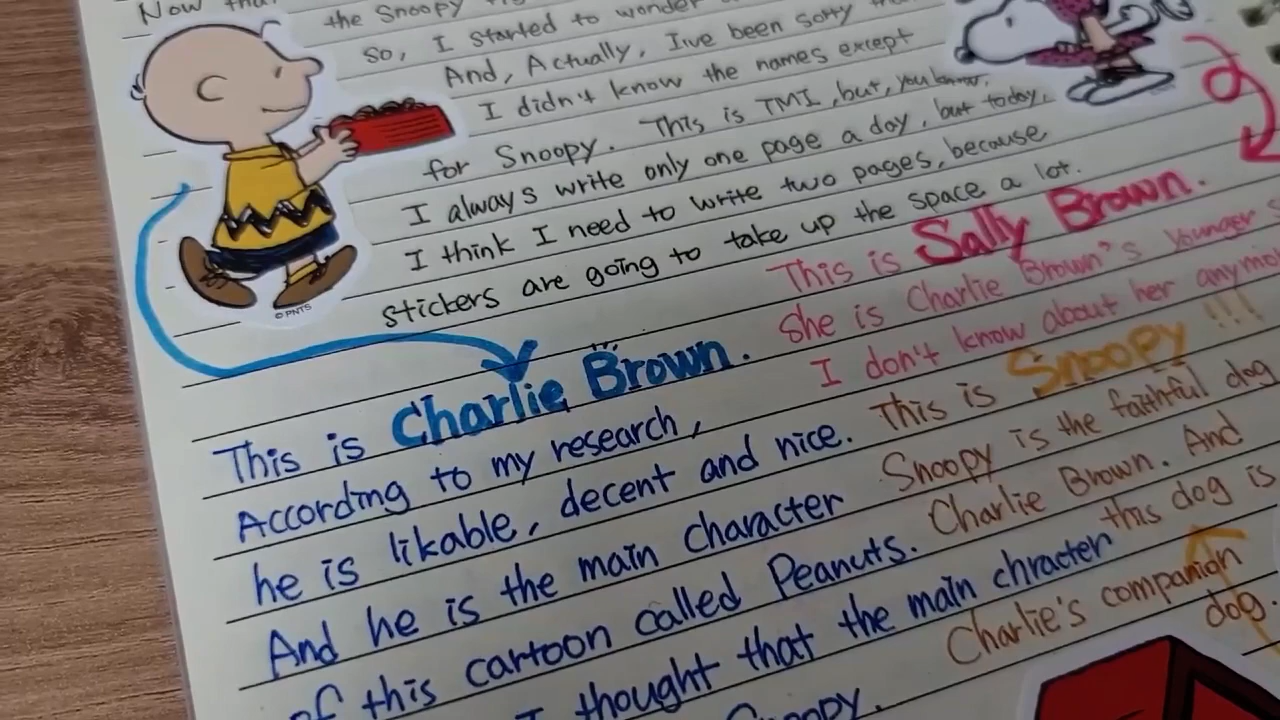 Now
the Snoopy
So, I started to wonder
And, Actually, I've been sorry
I didn't know the names except
for Snoopy. This is TMI, but, you know,
I always write only one page a day, but today,
I think I need to write two pages, because
stickers are going to take up the space a lot.
© PNTS
This is Charlie Brown.
According to my research,
he is likable, decent and nice.
And he is the main character
of this cartoon called Peanuts.
I thought that the main chracter
Snoopy.
This is Sally Brown.
She is Charlie Brown"s younger
I don't know about her
This is Snoopy !!!
Snoopy is the faithful dog
Charlie Brown. And
this dog is
Charlie's companion
dog.